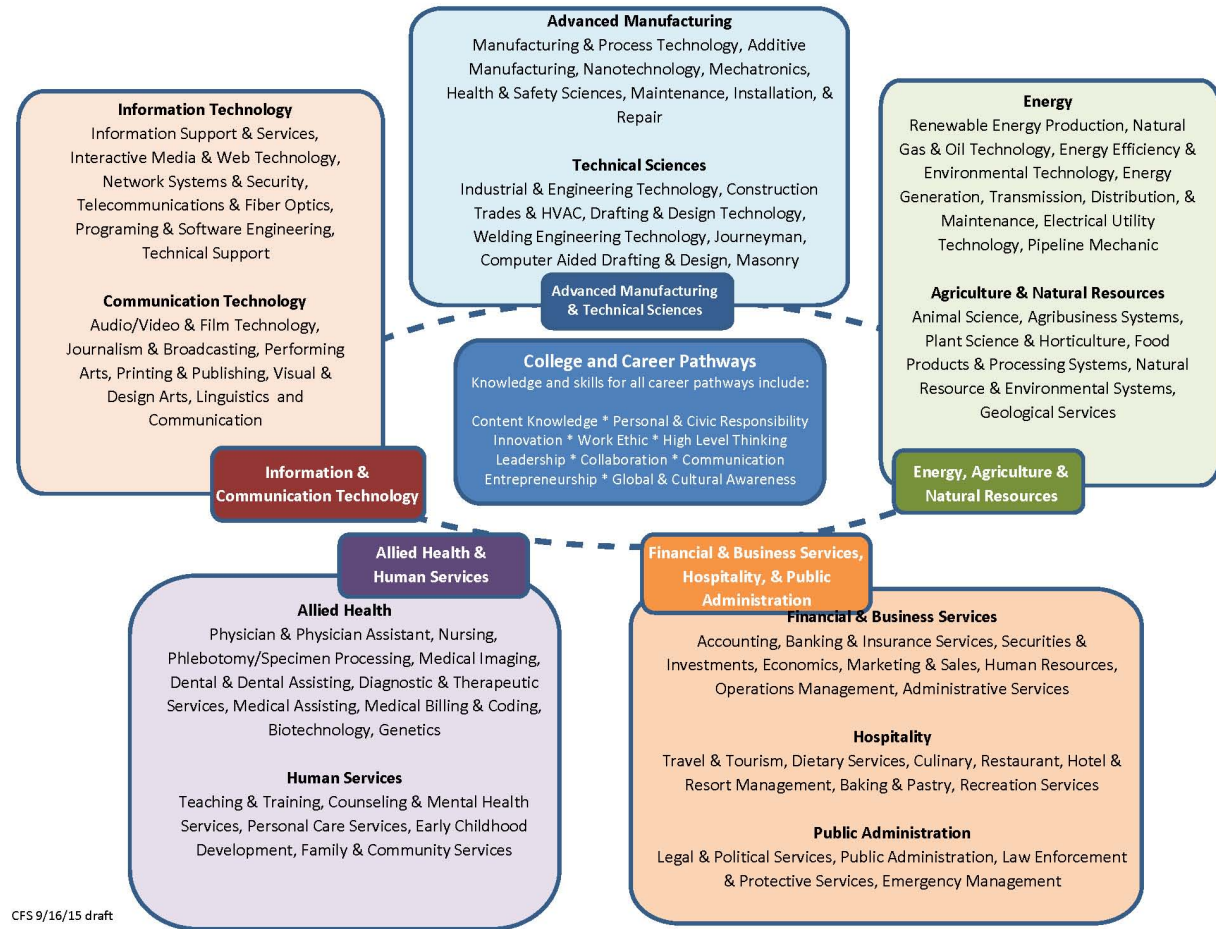 Advanced Manufacturing
Manufacturing & Process Technology, Additive
Manufacturing, Nanotechnology, Mechatronics,
Health & Safety Sciences, Maintenance, Installation, &
Repair
Technical Sciences
Industrial & Engineering Technology, Construction
Trades & HVAC, Drafting & Design Technology,
Welding Engineering Technology, Journeyman,
Computer Aided Drafting & Design, Masonry
Advanced Manufacturing
& Technical Sciences
Information Technology
Information Support & Services,
Interactive Media & Web Technology,
Network Systems & Security,
Telecommunications & Fiber Optics,
Programing & Software Engineering,
Technical Support
Communication Technology
Audio/Video & Film Technology,
Journalism & Broadcasting, Performing
Arts, Printing & Publishing, Visual &
Design Arts, Linguistics and
Communication
Information &
Communication Technology
College and Career Pathways
Knowledge and skills for all career pathways include:
Content Knowledge * Personal & Civic Responsibility
Innovation * Work Ethic * High Level Thinking
Leadership * Collaboration * Communication
Entrepreneurship * Global & Cultural Awareness
Energy
Renewable Energy Production, Natural
Gas & Oil Technology, Energy Efficiency &
Environmental Technology, Energy
Generation, Transmission, Distribution, &
Maintenance, Electrical Utility
Technology, Pipeline Mechanic
Agriculture & Natural Resources
Animal Science, Agribusiness Systems,
Plant Science & Horticulture, Food
Products & Processing Systems, Natural
Resource & Environmental Systems,
Geological Services
Energy, Agriculture &
Natural Resources
Allied Health &
Human Services
Allied Health
Physician & Physician Assistant, Nursing,
Phlebotomy/Specimen Processing, Medical Imaging,
Dental & Dental Assisting, Diagnostic & Therapeutic
Services, Medical Assisting, Medical Billing & Coding,
Biotechnology, Genetics
Human Services
Teaching & Training, Counseling & Mental Health
Services, Personal Care Services, Early Childhood
Development, Family & Community Services
Financial & Business Services,
Hospitality, & Public
Administration
Financial & Business Services
Accounting, Banking & Insurance Services, Securities &
Investments, Economics, Marketing & Sales, Human Resources,
Operations Management, Administrative Services
Hospitality
Travel & Tourism, Dietary Services, Culinary, Restaurant, Hotel &
Resort Management, Baking & Pastry, Recreation Services
Public Administration
Legal & Political Services, Public Administration, Law Enforcement
& Protective Services, Emergency Management
CFS 9/16/15 draft